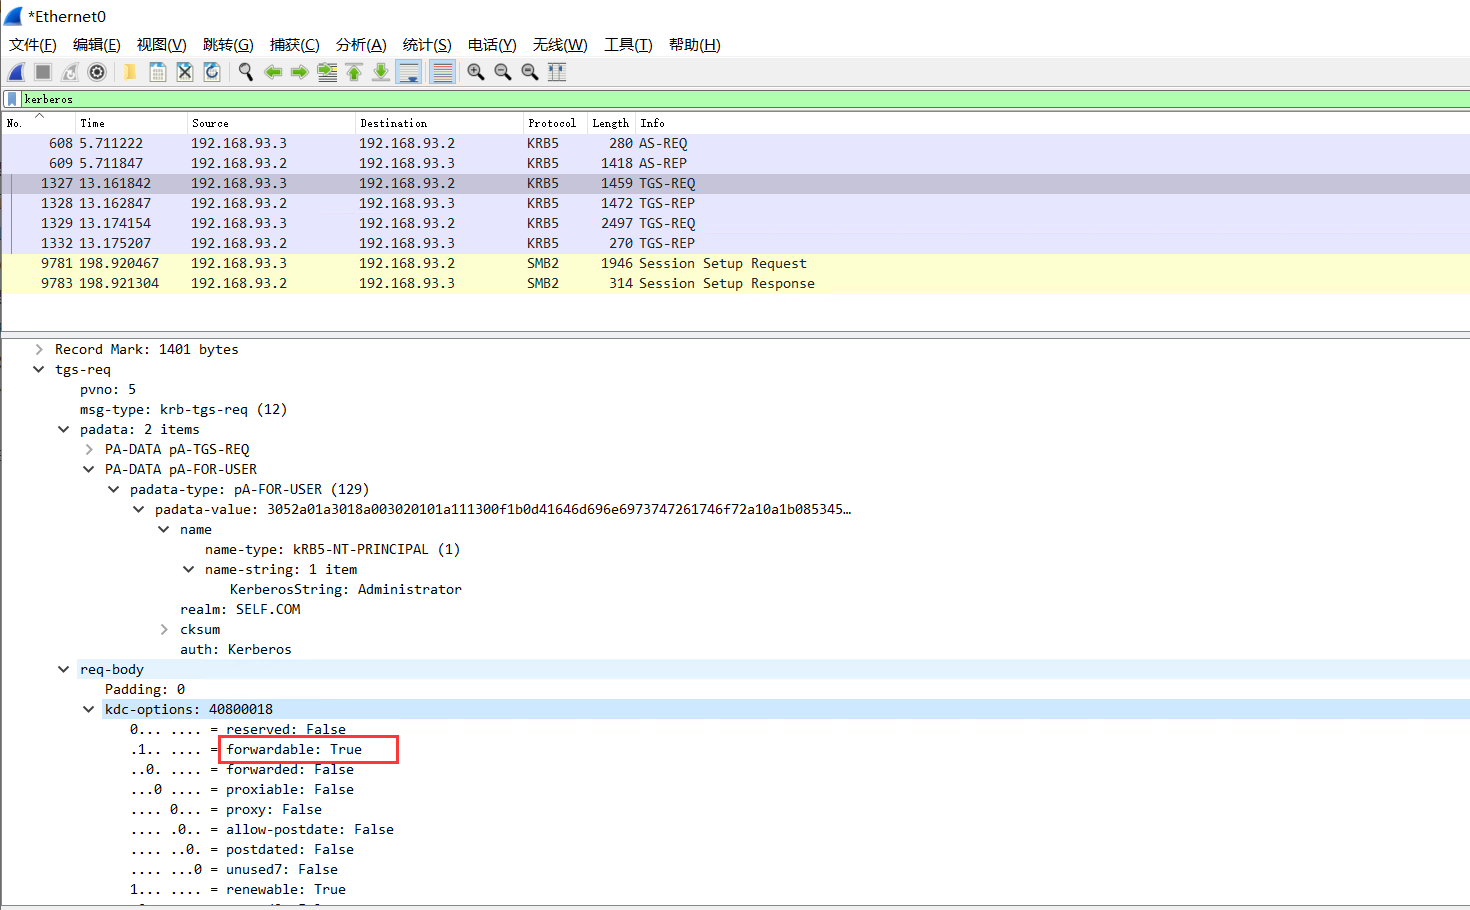 *Ethernet0
文件(F) 编辑(E) 视图(V) 跳转(G) 捕获(C) 分析(A) 统计(S) 电话(Y) 无线(W) 工具(T) 帮助(H)
kerberos
No. Time Source Destination Protocol Length Info
608 5.711222 192.168.93.3 192.168.93.2 KRB5 280 AS-REQ
609 5.711847 192.168.93.2 192.168.93.3 KRB5 1418 AS-REP
1327 13.161842 192.168.93.3 192.168.93.2 KRB5 1459 TGS-REQ
1328 13.162847 192.168.93.2 192.168.93.3 KRB5 1472 TGS-REP
1329 13.174154 192.168.93.3 192.168.93.2 KRB5 2497 TGS-REQ
1332 13.175207 192.168.93.2 192.168.93.3 KRB5 270 TGS-REP
9781 198.920467 192.168.93.3 192.168.93.2 SMB2 1946 Session Setup Request
9783 198.921304 192.168.93.2 192.168.93.3 SMB2 314 Session Setup Response
Record Mark: 1401 bytes
tgs-req
pvno: 5
msg-type: krb-tgs-req (12)
padata: 2 items
PA-DATA pA-TGS-REQ
PA-DATA pA-FOR-USER
padata-type: pA-FOR-USER (129)
padata-value: 3052a01a3018a003020101a111300f1b0d41646d696e6973747261746f72a10a1b085345…
name
name-type: kRB5-NT-PRINCIPAL (1)
name-string: 1 item
KerberosString: Administrator
realm: SELF.COM
cksum
auth: Kerberos
req-body
Padding: 0
kdc-options: 40800018
0... .... = reserved: False
.1.. .... = forwardable: True
..0. .... = forwarded: False
...0 .... = proxiable: False
.... 0... = proxy: False
.... .0.. = allow-postdate: False
.... ..0. = postdated: False
.... ...0 = unused7: False
1... .... = renewable: True